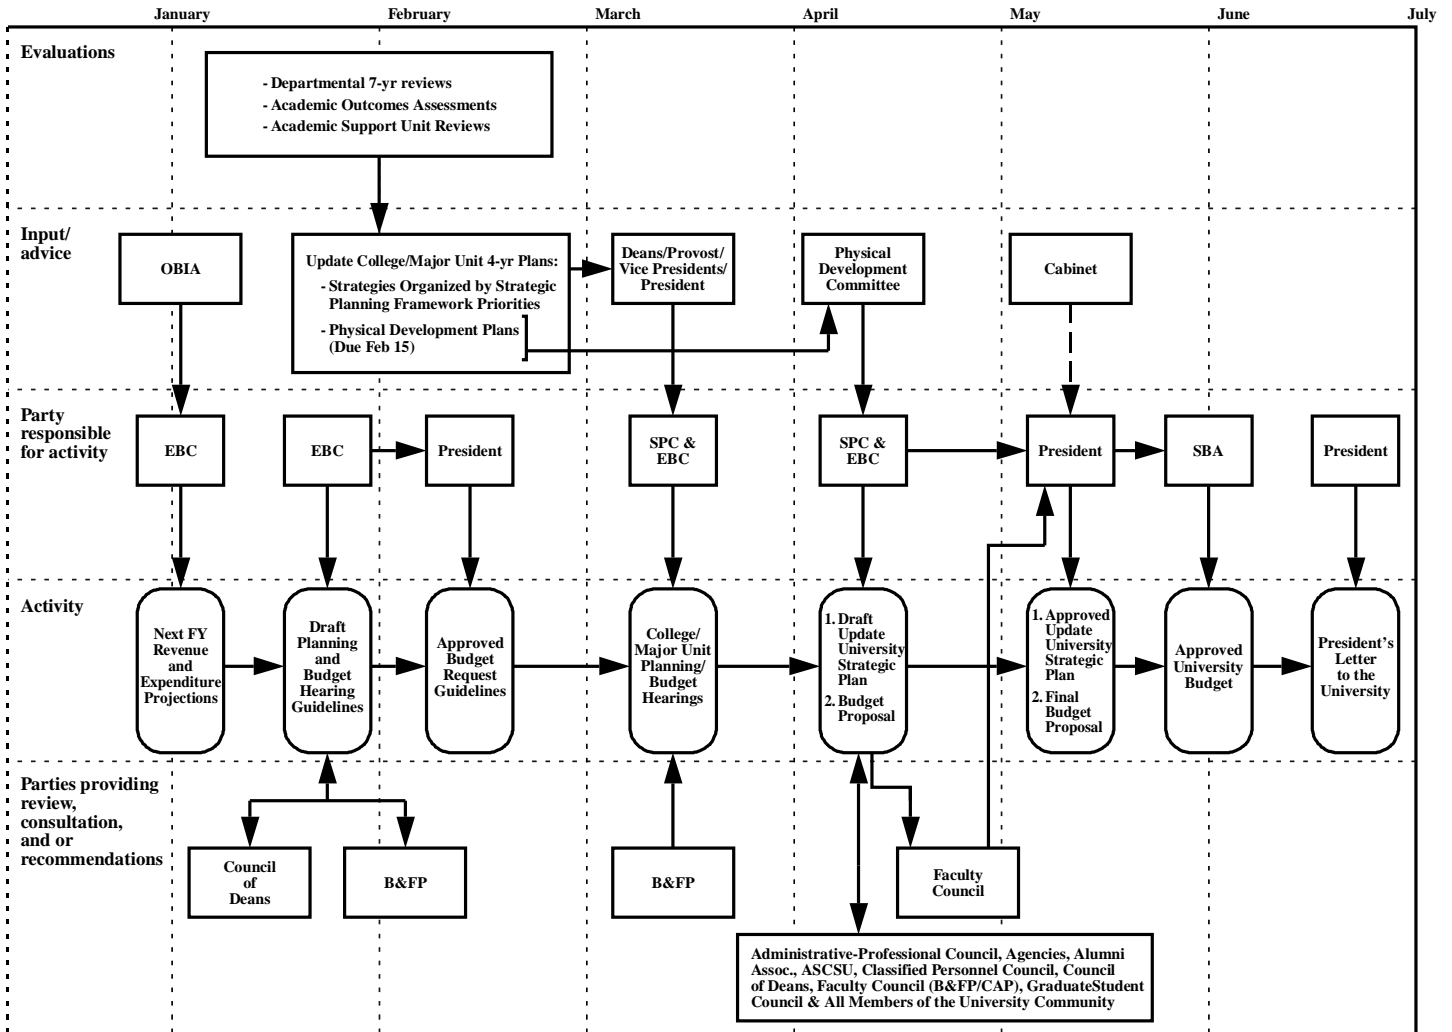 January
February
March
April
May
June
July
Evaluations
- Departmental 7-yr reviews
- Academic Outcomes Assessments
- Academic Support Unit Reviews
Input/
advice
OBIA
Update College/Major Unit 4-yr Plans:
- Strategies Organized by Strategic
Planning Framework Priorities
- Physical Development Plans
(Due Feb 15)
Deans/Provost/
Vice Presidents/
President
Physical
Development
Committee
Cabinet
Party
responsible
for activity
EBC
EBC
President
SPC &
EBC
SPC &
EBC
President
SBA
President
Activity
Next FY
Revenue
and
Expenditure
Projections
Draft
Planning
and
Budget
Hearing
Guidelines
Approved
Budget
Request
Guidelines
College/
Major Unit
Planning/
Budget
Hearings
1. Draft
Update
University
Strategic
Plan
2. Budget
Proposal
1. Approved
Update
University
Strategic
Plan
2. Final
Budget
Proposal
Approved
University
Budget
President's
Letter
to the
University
Parties providing
review,
consultation,
and or
recommendations
Council
of
Deans
B&FP
B&FP
Faculty
Council
Administrative-Professional Council, Agencies, Alumni
Assoc., ASCSU, Classified Personnel Council, Council
of Deans, Faculty Council (B&FP/CAP), GraduateStudent
Council & All Members of the University Community